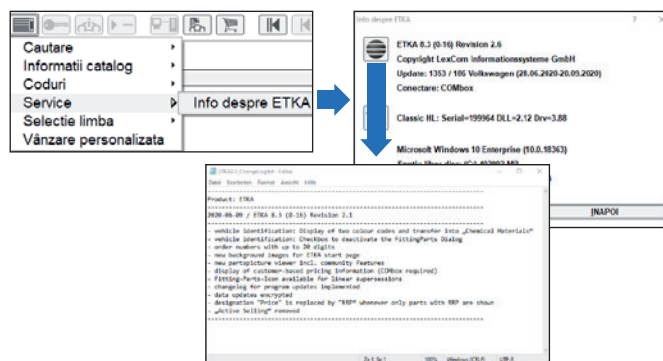 Cautare
Informatii catalog
Coduri
Service
Info despre ETKA
Selectie limba
Vânzare personalizata
Info despre ETKA
ETKA 8.3 (0-16) Revision 2.6
Copyright LexCom Informationssysteme GmbH
Update: 1353 / 186 Volkswagen (28.06.2020-20.09.2020)
Conectare: COMbox
Classic HL: Serial=199964 DLL=2.12 Drv=3.88
Microsoft Windows 10 Enterprise (10.0.18363)
INAPOI
Editor
Datei Bearbeiten Format Ansicht Hilfe
Product: ETKA
2020-06-09 / ETKA 8.3 (0-16) Revision 2.1
- vehicle identification: Display of two colour codes and transfer into „Chemical Materials"
- vehicle identification: Checkbox to deactivate the FittingParts Dialog
- order numbers with up to 20 digits
- new background images for ETKA start page
- new partspicture viewer incl. community features
- display of customer-based pricing information (COMbox required)
- Fitting-Parts-Icon available for linear supersessions
- changelog for program updates implemented
- data updates encrypted
- designation "Price" is replaced by "RRP" whenever only parts with RRP are shown
- „Active Selling" removed
100%